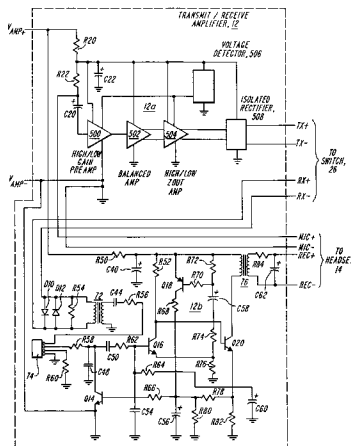 TRANSMIT / RECEIVE
AMPLIFIER, 12
VAMP+
R20
VOLTAGE
DETECTOR, 506
R22
C22
12a
ISOLATED
RECTIFIER,
508
C20
500
502
504
TX+
TX-
HIGH/LOW
GAIN
PREAMP
BALANCED
AMP
HIGH/LOW
ZOUT
AMP
TO
SWITCH,
26
VAMP-
RX+
RX-
MIC+
MIC-
REC+
REC-
TO
HEADSET,
14
R50
C40
R52
Q18
R72
R70
T6
R84
C62
D10
D12
R54
T2
C44
R56
R68
12b
C58
R74
Q20
T4
R58
R62
C50
Q16
R76
R60
C48
R64
Q14
C54
R66
C56
R78
R80
R82
C60